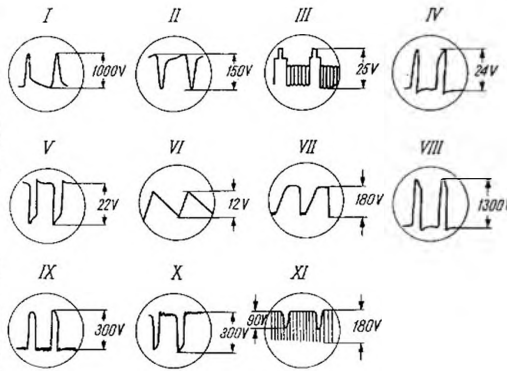 I II III IV
1000V 150V 25V 24V
V VI VII VIII
22V 12V 180V 1300V
IX X XI
300V 300V 90V 180V